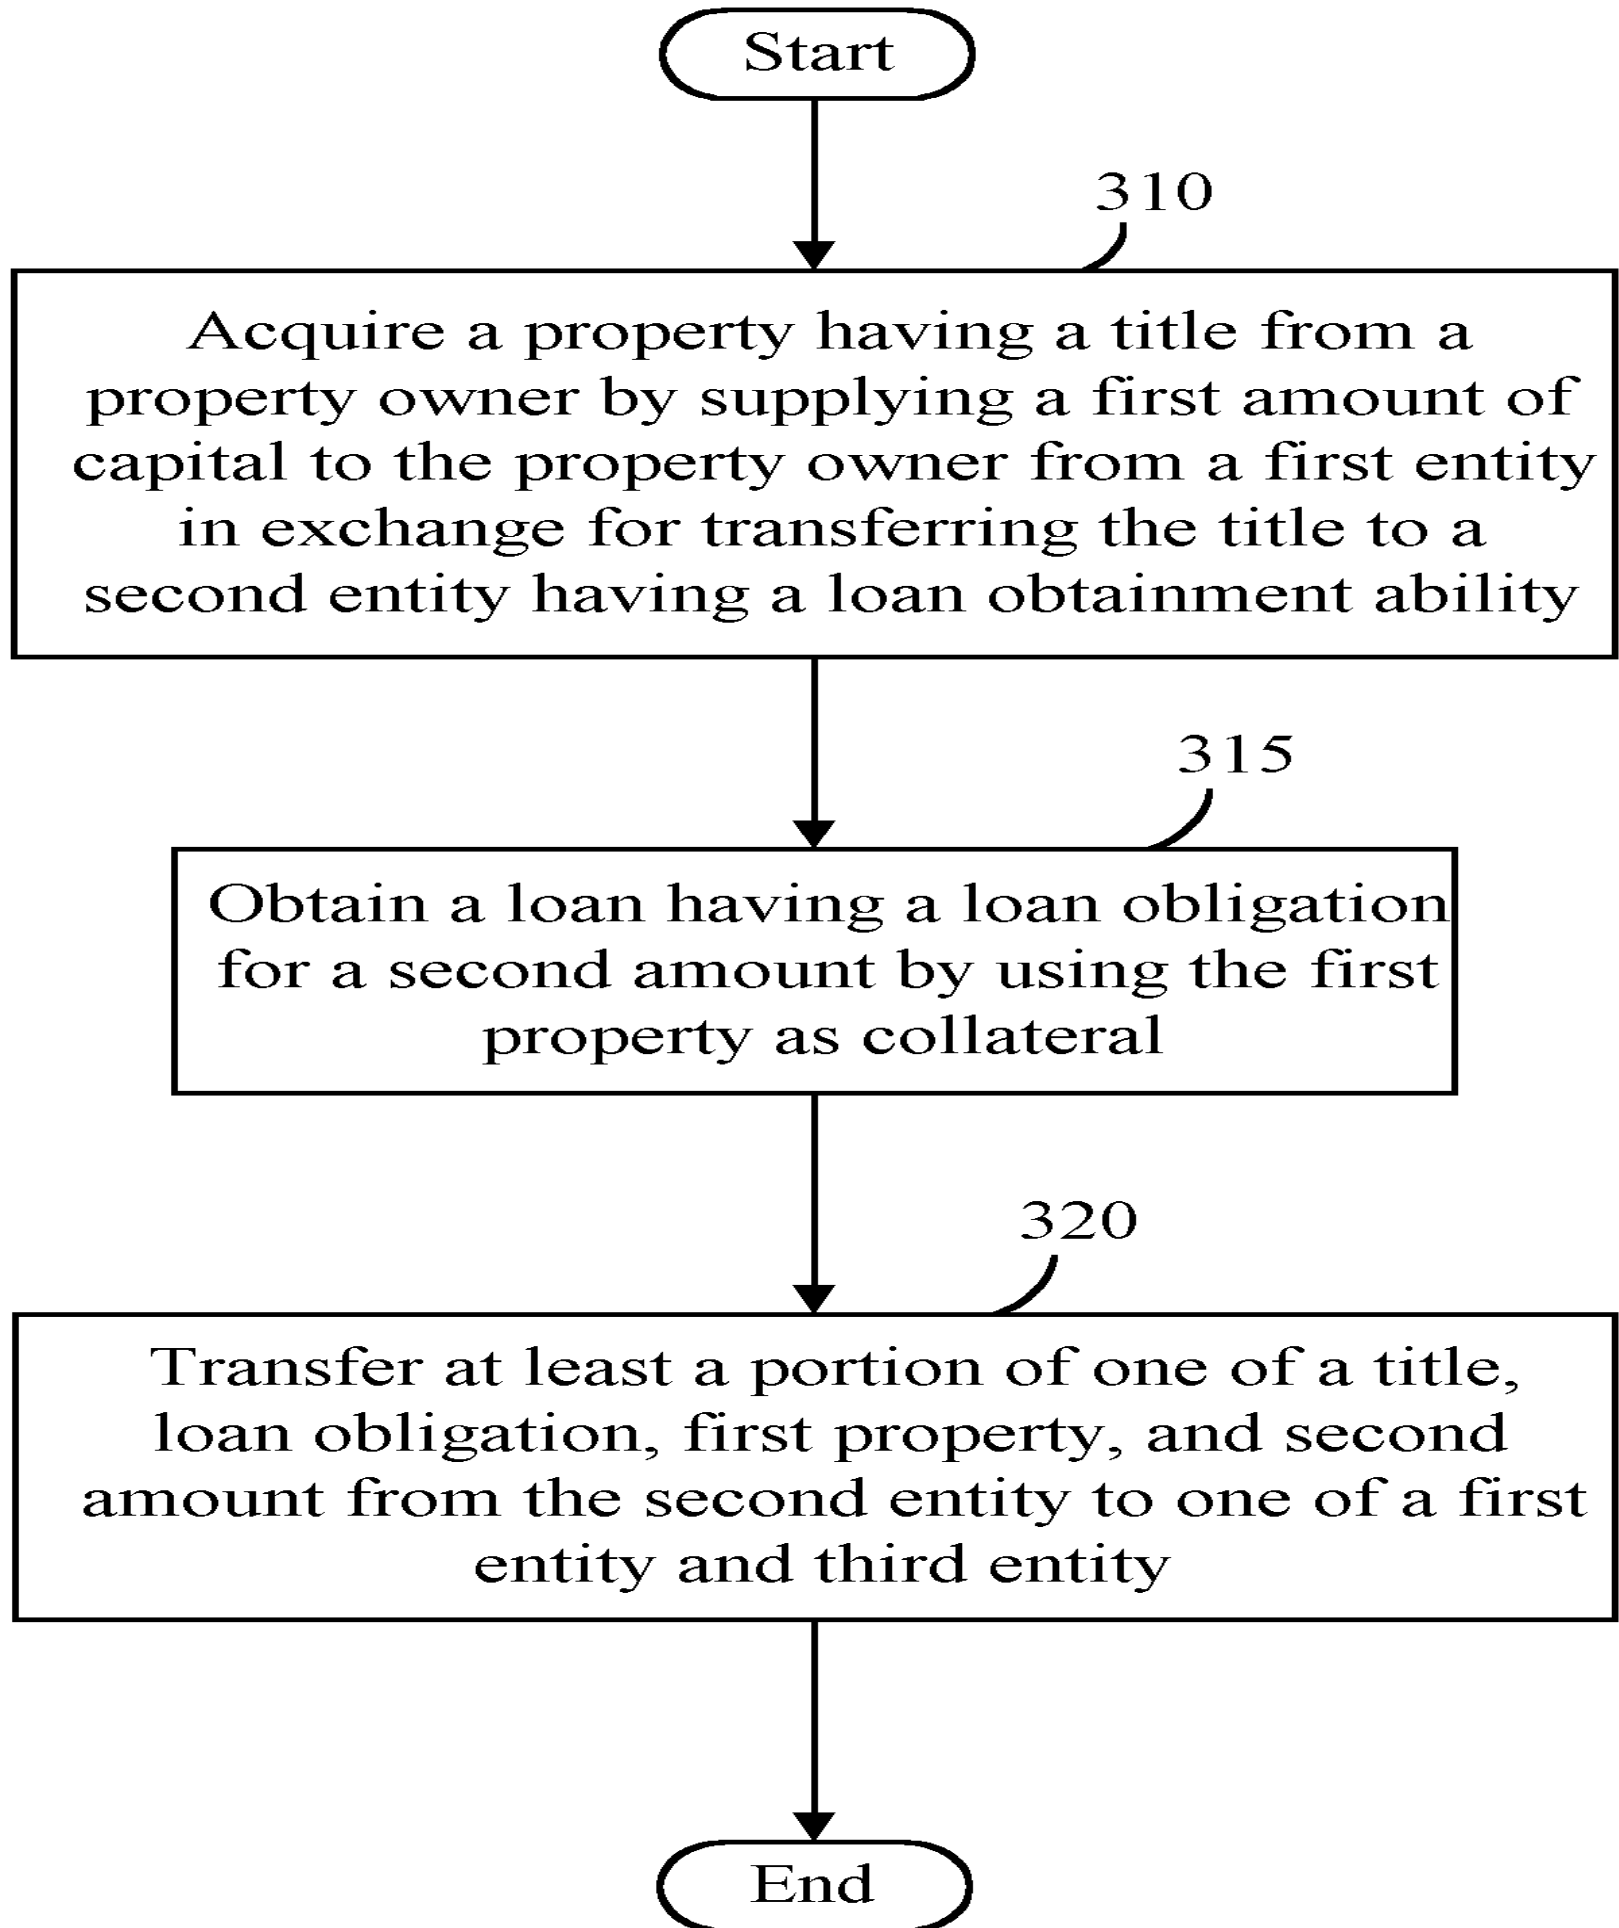 Start
310
Acquire a property having a title from a
property owner by supplying a first amount of
capital to the property owner from a first entity
in exchange for transferring the title to a
second entity having a loan obtainment ability
315
Obtain a loan having a loan obligation
for a second amount by using the first
property as collateral
320
Transfer at least a portion of one of a title,
loan obligation, first property, and second
amount from the second entity to one of a first
entity and third entity
End